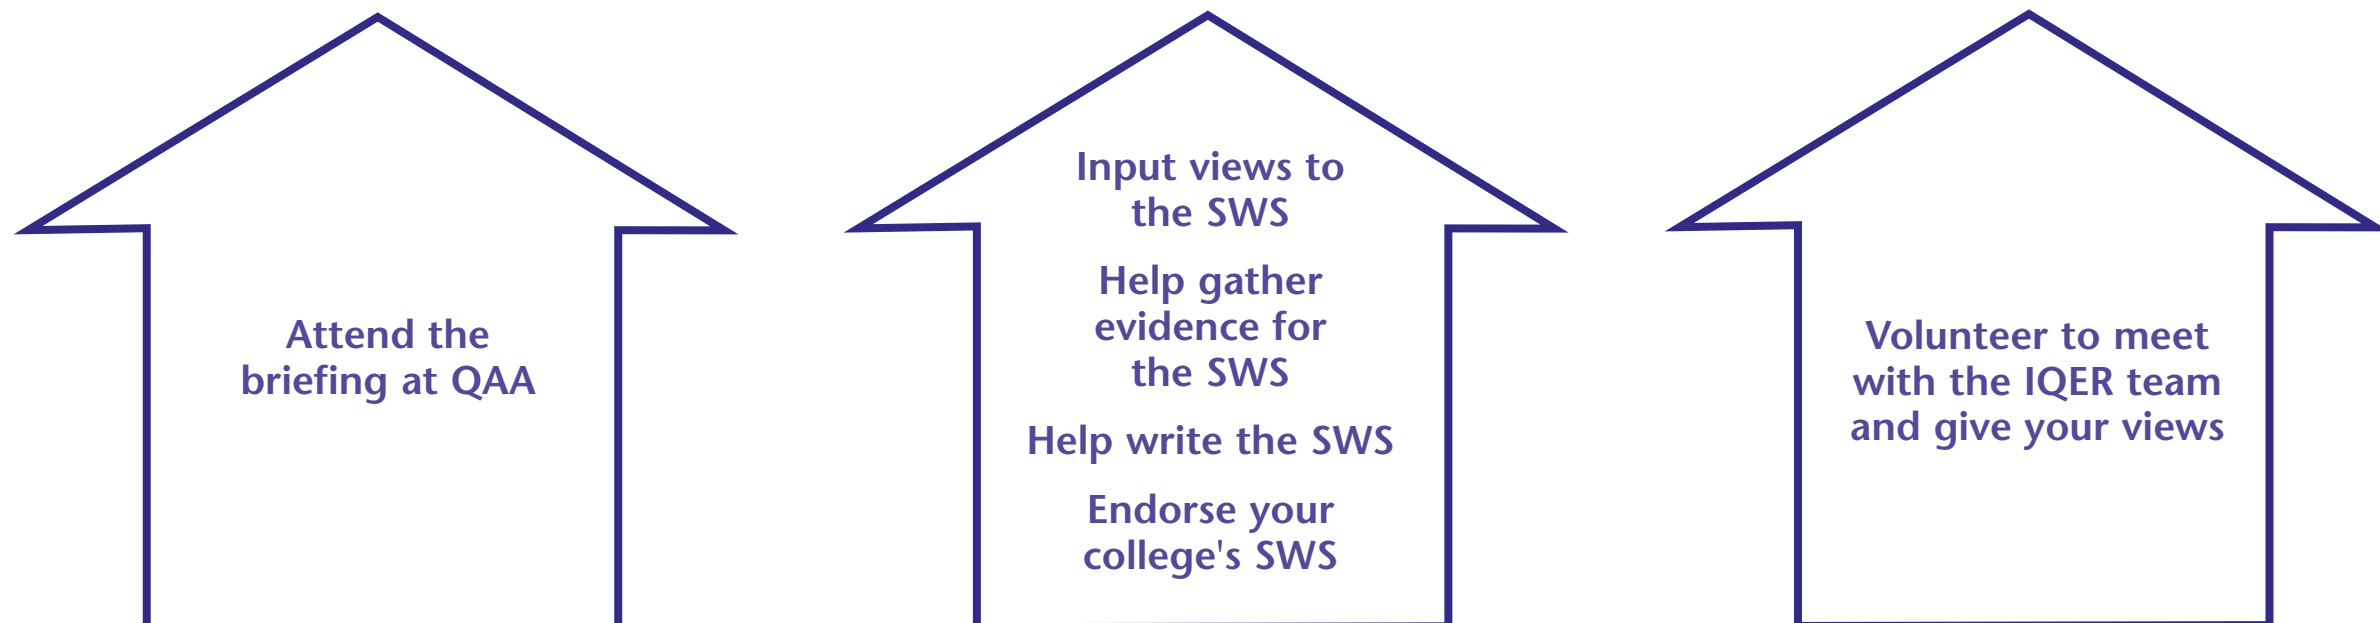 Attend the
briefing at QAA
Input views to
the SWS
Help gather
evidence for
the SWS
Help write the SWS
Endorse your
college's SWS
Volunteer to meet
with the IQER team
and give your views